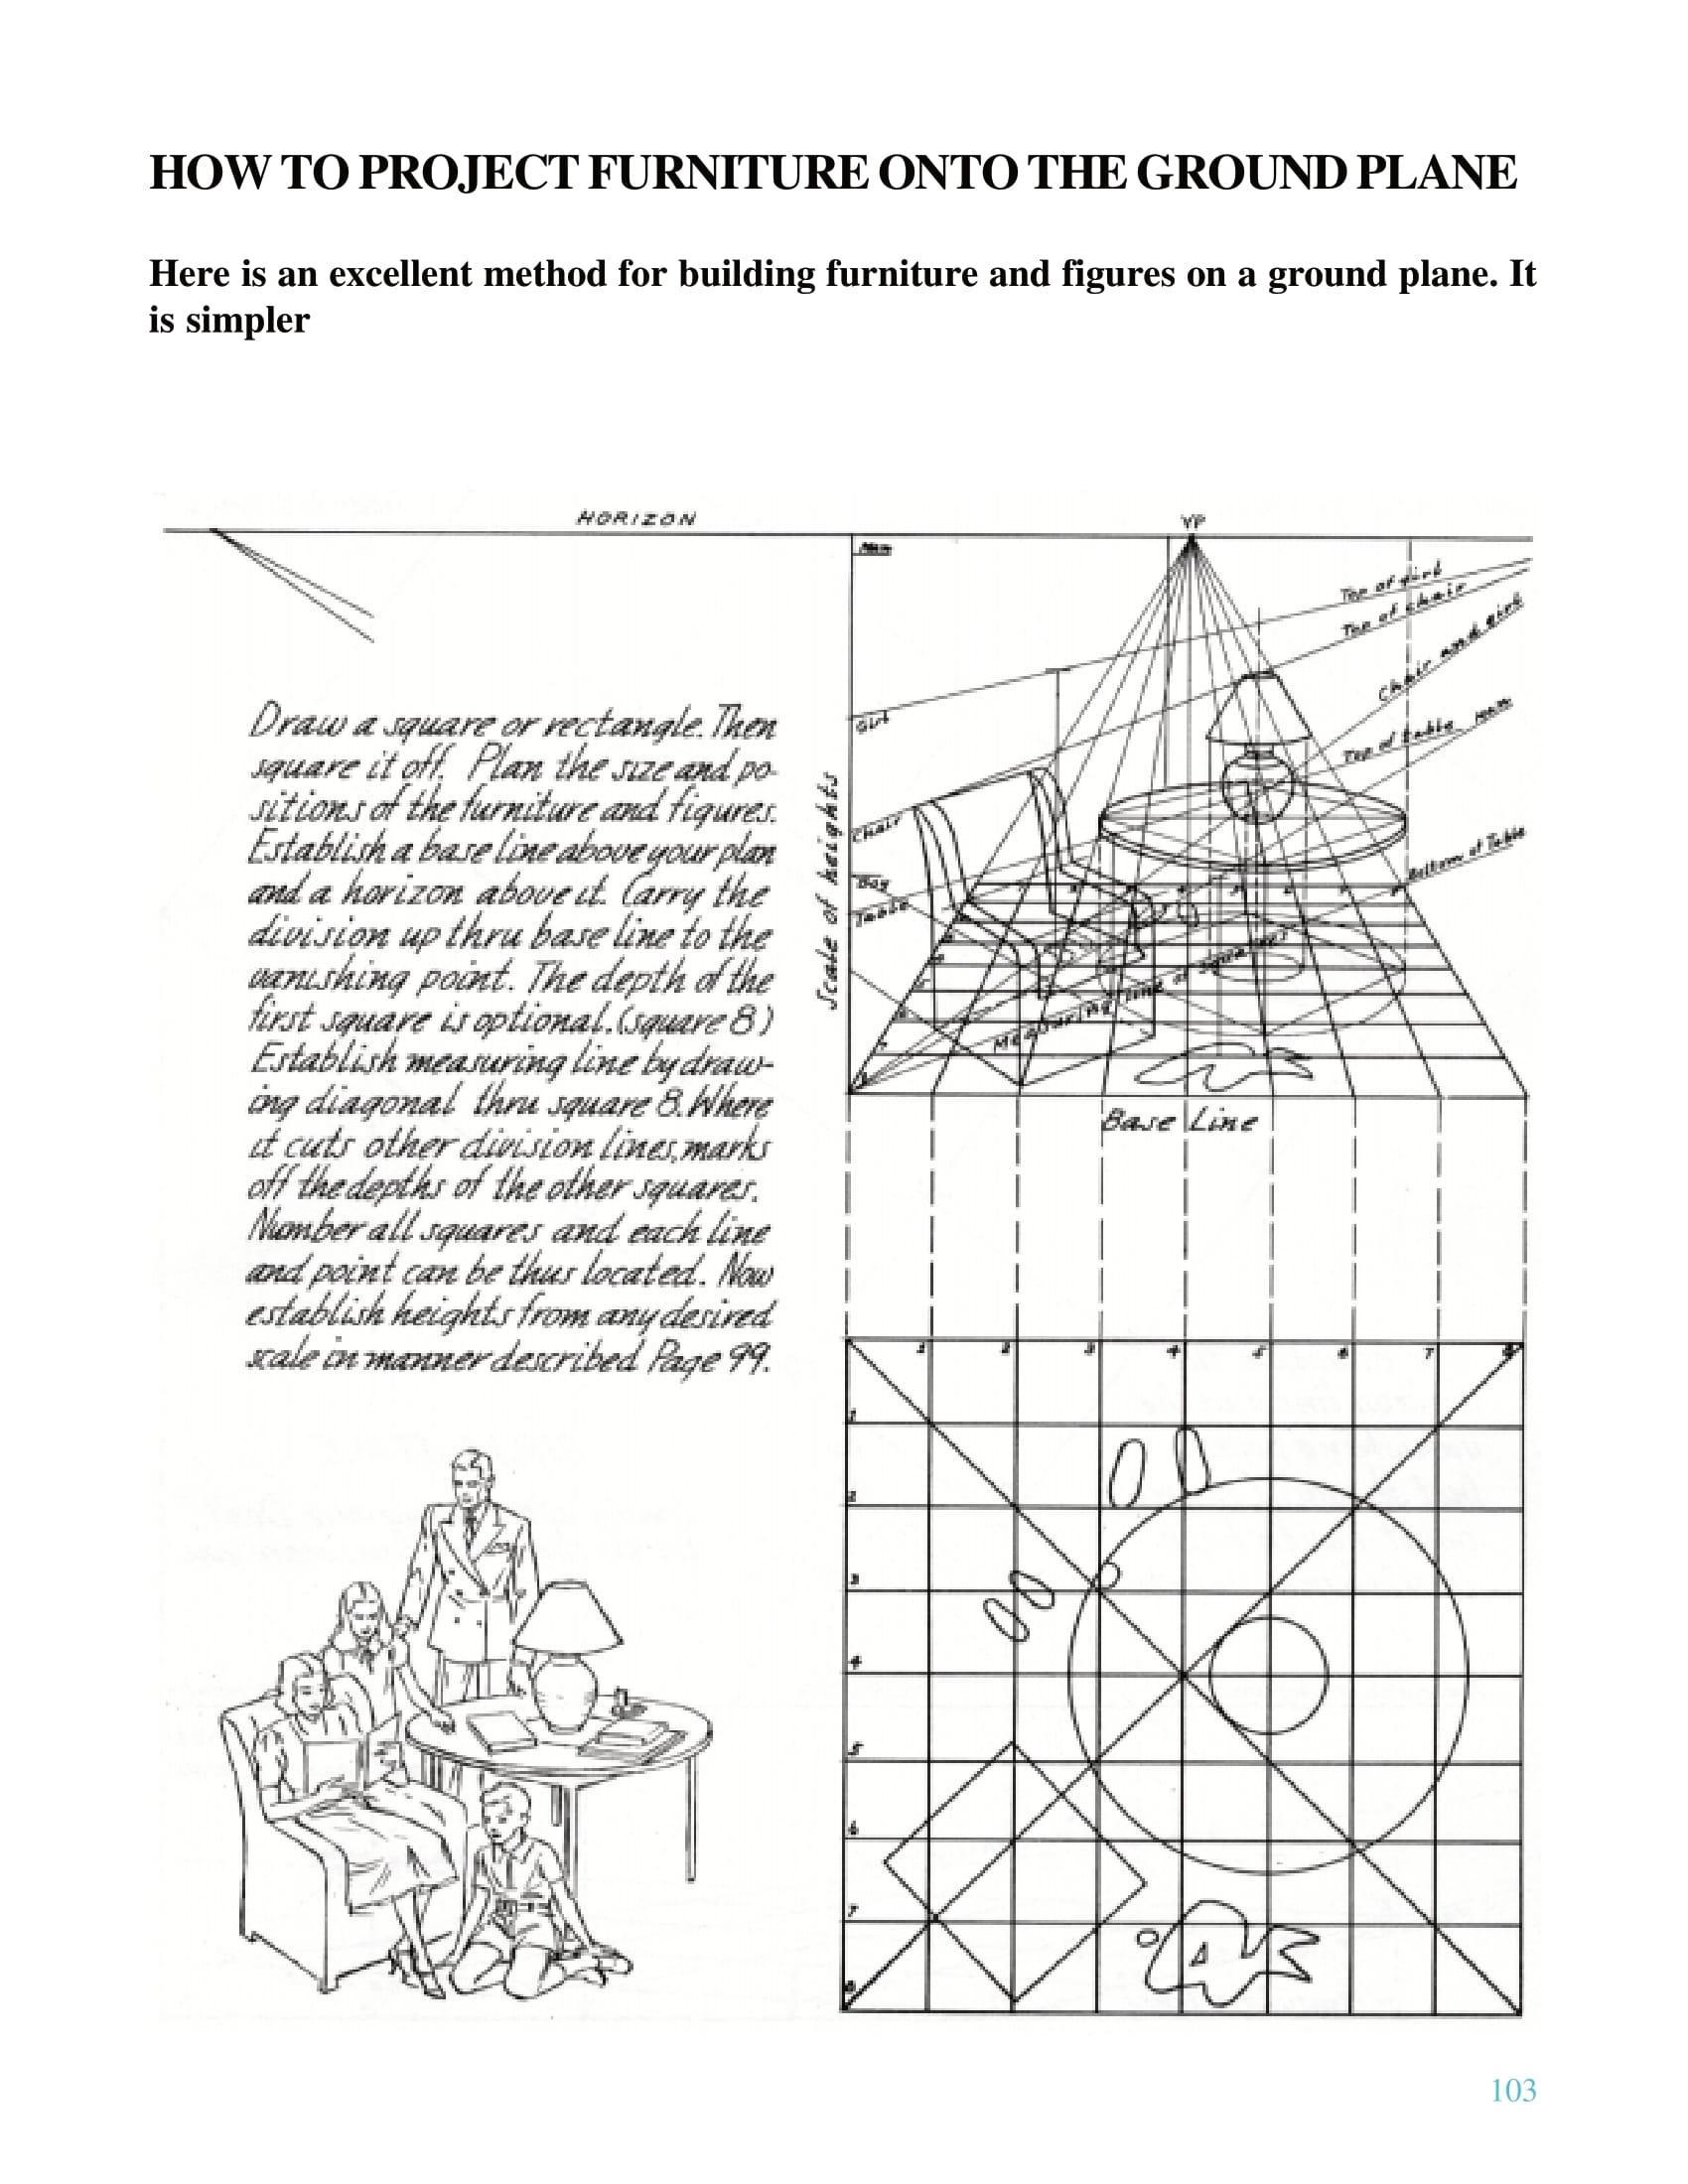 HOW TO PROJECT FURNITURE ONTO THE GROUND PLANE
Here is an excellent method for building furniture and figures on a ground plane. It
is simpler
HORIZON
VP
Man
Top of girl
Top of chair
Chair and girl
Girl
Top of table man
Draw a square or rectangle. Then
square it off. Plan the size and po-
sitions of the furniture and figures.
Establish a base line above your plan
and a horizon above it. Carry the
division up thru base line to the
vanishing point. The depth of the
first square is optional. (square 8)
Establish measuring line by draw-
ing diagonal thru square 8. Where
it cuts other division lines, marks
off the depths of the other squares.
Number all squares and each line
and point can be thus located. Now
establish heights from any desired
scale in manner described Page 99.
Scale of heights
Chair
Boy
Table
Bottom of Table
Measuring line of squares
Base Line
1 2 3 4 5 6 7 8
1
2
3
4
5
6
7
8
103